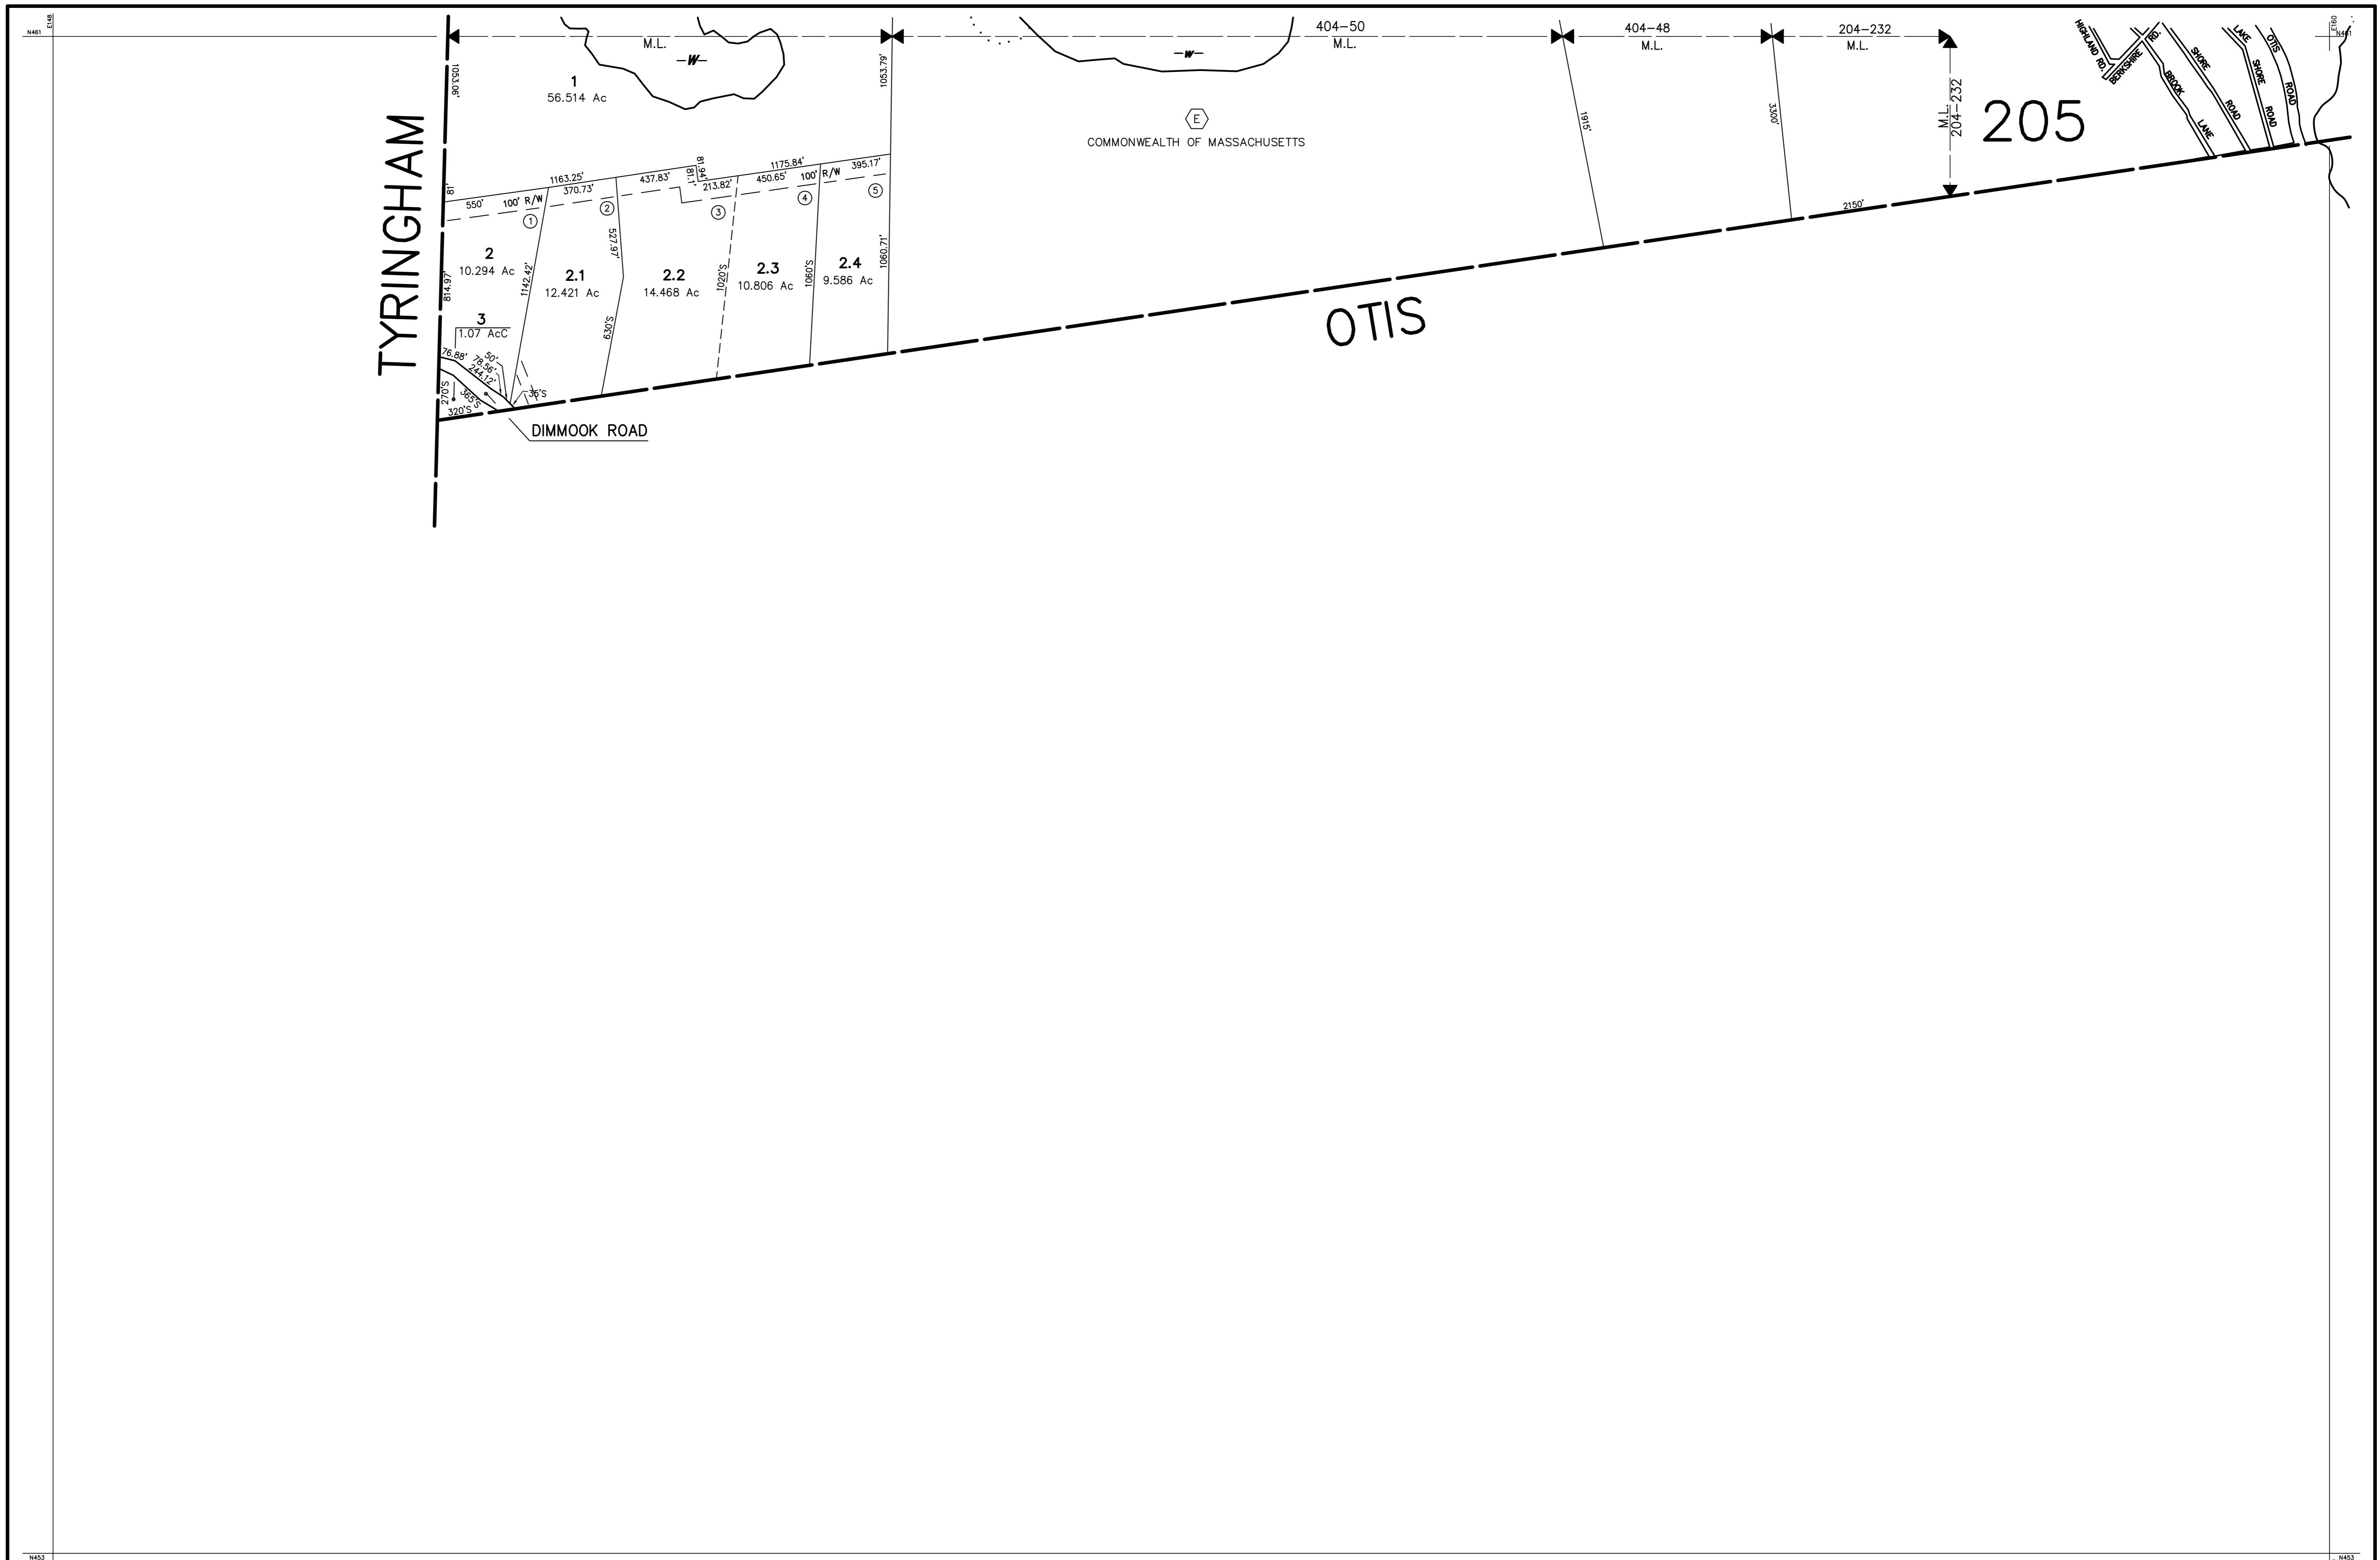 E148
N461
M.L.
404-50
M.L.
404-48
M.L.
204-232
M.L.
E160
N461
1053.06'
1
56.514 Ac
-W-
1053.79'
-W-
E
COMMONWEALTH OF MASSACHUSETTS
1915'
3300'
M.L.
204-232
205
HIGHLAND RD.
BERKSHIRE RD.
BROOK LANE
SHORE ROAD
LAKE SHORE ROAD
OTIS ROAD
TYRINGHAM
81'
1163.25'
81.94'
81.1'
1175.84'
550'
100' R/W
370.73'
437.83'
213.82'
450.65'
100' R/W
395.17'
1
2
3
4
5
2150'
2
10.294 Ac
814.97'
1142.42'
2.1
12.421 Ac
527.97'
630'S
2.2
14.468 Ac
1020'S
2.3
10.806 Ac
1060'S
2.4
9.586 Ac
1060.71'
OTIS
3
1.07 AcC
76.88'
50'
78.56'
244.12'
270'S
365'S
35'S
320'S
DIMMOOK ROAD
N453
N453